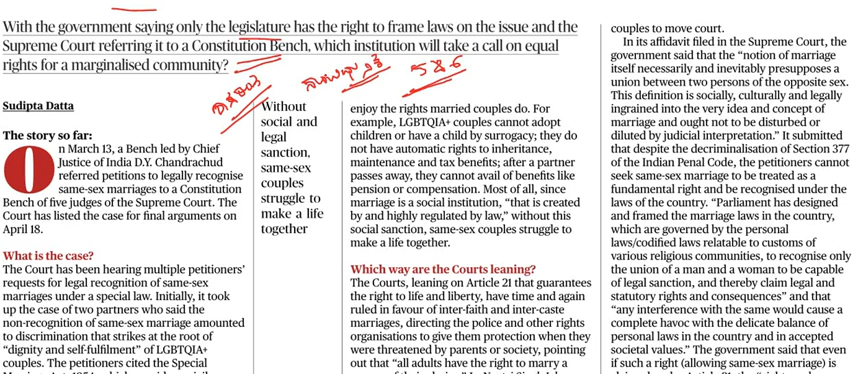 With the government saying only the legislature has the right to frame laws on the issue and the
Supreme Court referring it to a Constitution Bench, which institution will take a call on equal
rights for a marginalised community?
Sudipta Datta
The story so far:
On March 13, a Bench led by Chief
Justice of India D.Y. Chandrachud
referred petitions to legally recognise
same-sex marriages to a Constitution
Bench of five judges of the Supreme Court. The
Court has listed the case for final arguments on
April 18.
What is the case?
The Court has been hearing multiple petitioners’
requests for legal recognition of same-sex
marriages under a special law. Initially, it took
up the case of two partners who said the
non-recognition of same-sex marriage amounted
to discrimination that strikes at the root of
“dignity and self-fulfilment” of LGBTQIA+
couples. The petitioners cited the Special
Without
social and
legal
sanction,
same-sex
couples
struggle to
make a life
together
enjoy the rights married couples do. For
example, LGBTQIA+ couples cannot adopt
children or have a child by surrogacy; they do
not have automatic rights to inheritance,
maintenance and tax benefits; after a partner
passes away, they cannot avail of benefits like
pension or compensation. Most of all, since
marriage is a social institution, “that is created
by and highly regulated by law,” without this
social sanction, same-sex couples struggle to
make a life together.
Which way are the Courts leaning?
The Courts, leaning on Article 21 that guarantees
the right to life and liberty, have time and again
ruled in favour of inter-faith and inter-caste
marriages, directing the police and other rights
organisations to give them protection when they
were threatened by parents or society, pointing
out that “all adults have the right to marry a
couples to move court.
In its affidavit filed in the Supreme Court, the
government said that the “notion of marriage
itself necessarily and inevitably presupposes a
union between two persons of the opposite sex.
This definition is socially, culturally and legally
ingrained into the very idea and concept of
marriage and ought not to be disturbed or
diluted by judicial interpretation.” It submitted
that despite the decriminalisation of Section 377
of the Indian Penal Code, the petitioners cannot
seek same-sex marriage to be treated as a
fundamental right and be recognised under the
laws of the country. “Parliament has designed
and framed the marriage laws in the country,
which are governed by the personal
laws/codified laws relatable to customs of
various religious communities, to recognise only
the union of a man and a woman to be capable
of legal sanction, and thereby claim legal and
statutory rights and consequences” and that
“any interference with the same would cause a
complete havoc with the delicate balance of
personal laws in the country and in accepted
societal values.” The government said that even
if such a right (allowing same-sex marriage) is